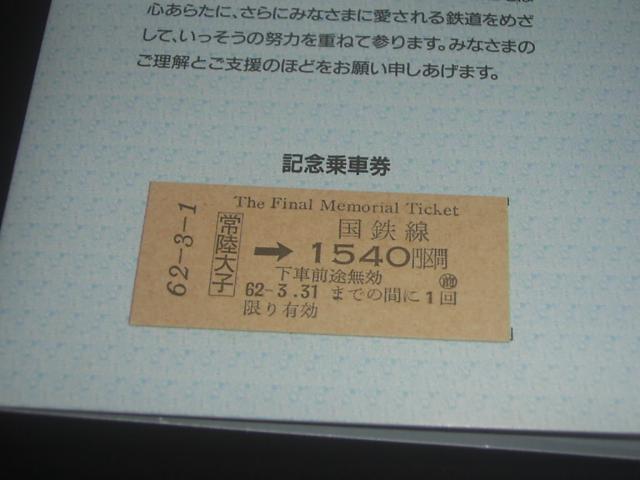 心あらたに、さらにみなさまに愛される鉄道をめざ
して、いっそうの努力を重ねて参ります。みなさまの
ご理解とご支援のほどをお願い申しあげます。
記念乗車券
The Final Memorial Ticket
62-3-1
国鉄線
常陸大子 → 1540円区間
下車前途無効
62-3.31 までの間に1回
限り有効